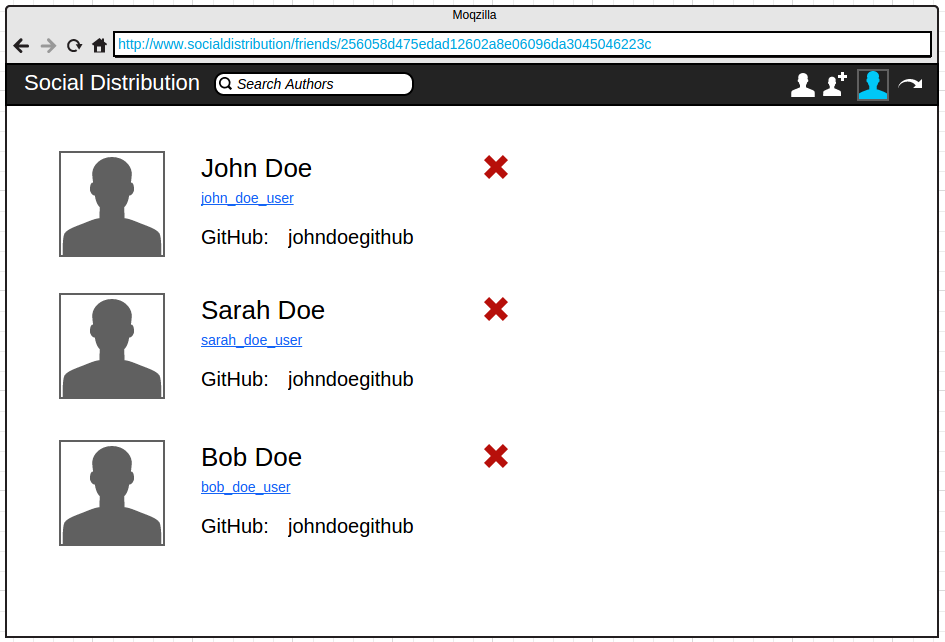 Moqzilla
http://www.socialdistribution/friends/256058d475edad12602a8e06096da3045046223c
Social Distribution Search Authors
John Doe
john_doe_user
GitHub: johndoegithub
Sarah Doe
sarah_doe_user
GitHub: johndoegithub
Bob Doe
bob_doe_user
GitHub: johndoegithub